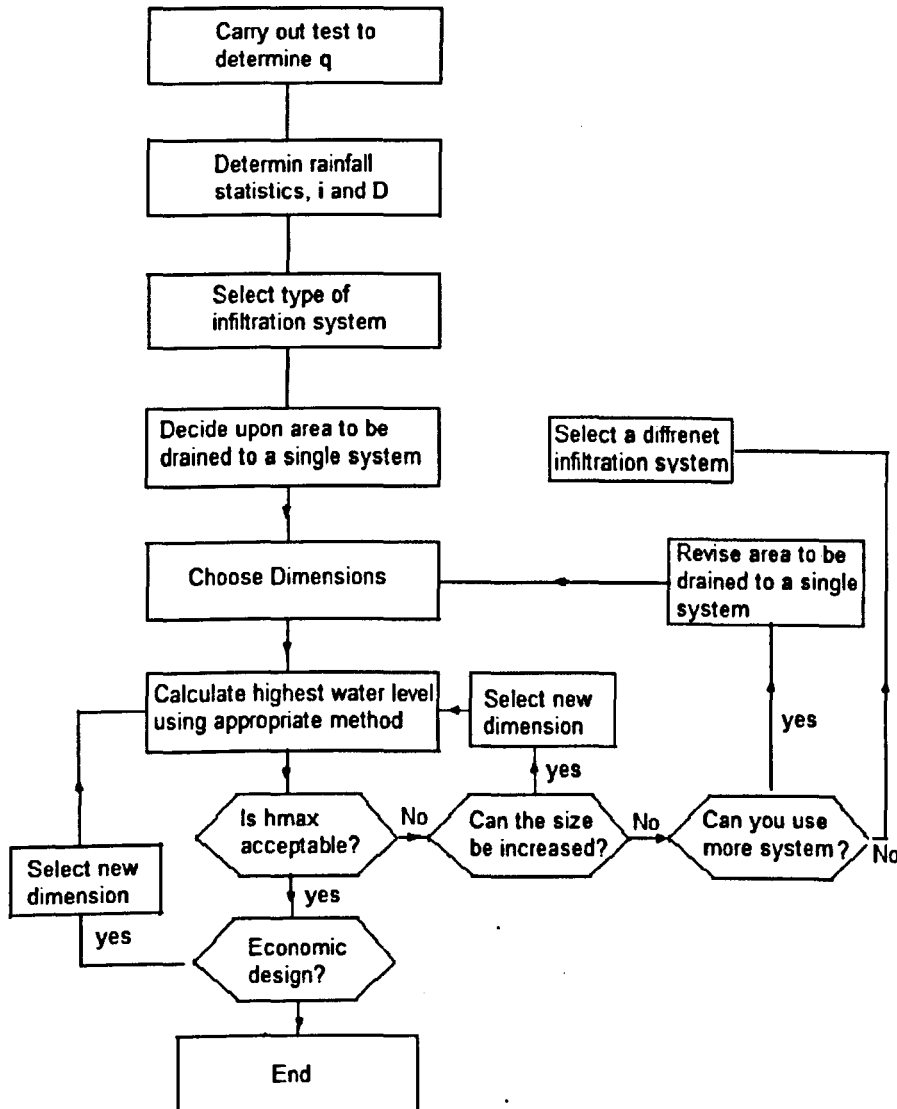 Carry out test to
determine q
Determin rainfall
statistics, i and D
Select type of
infiltration system
Decide upon area to be
drained to a single system
Select a diffrenet
infiltration system
Choose Dimensions
Revise area to be
drained to a single
system
Calculate highest water level
using appropriate method
Select new
dimension
yes
yes
Is hmax
acceptable?
No
Can the size
be increased?
No
Can you use
more system?
No
Select new
dimension
yes
yes
Economic
design?
End